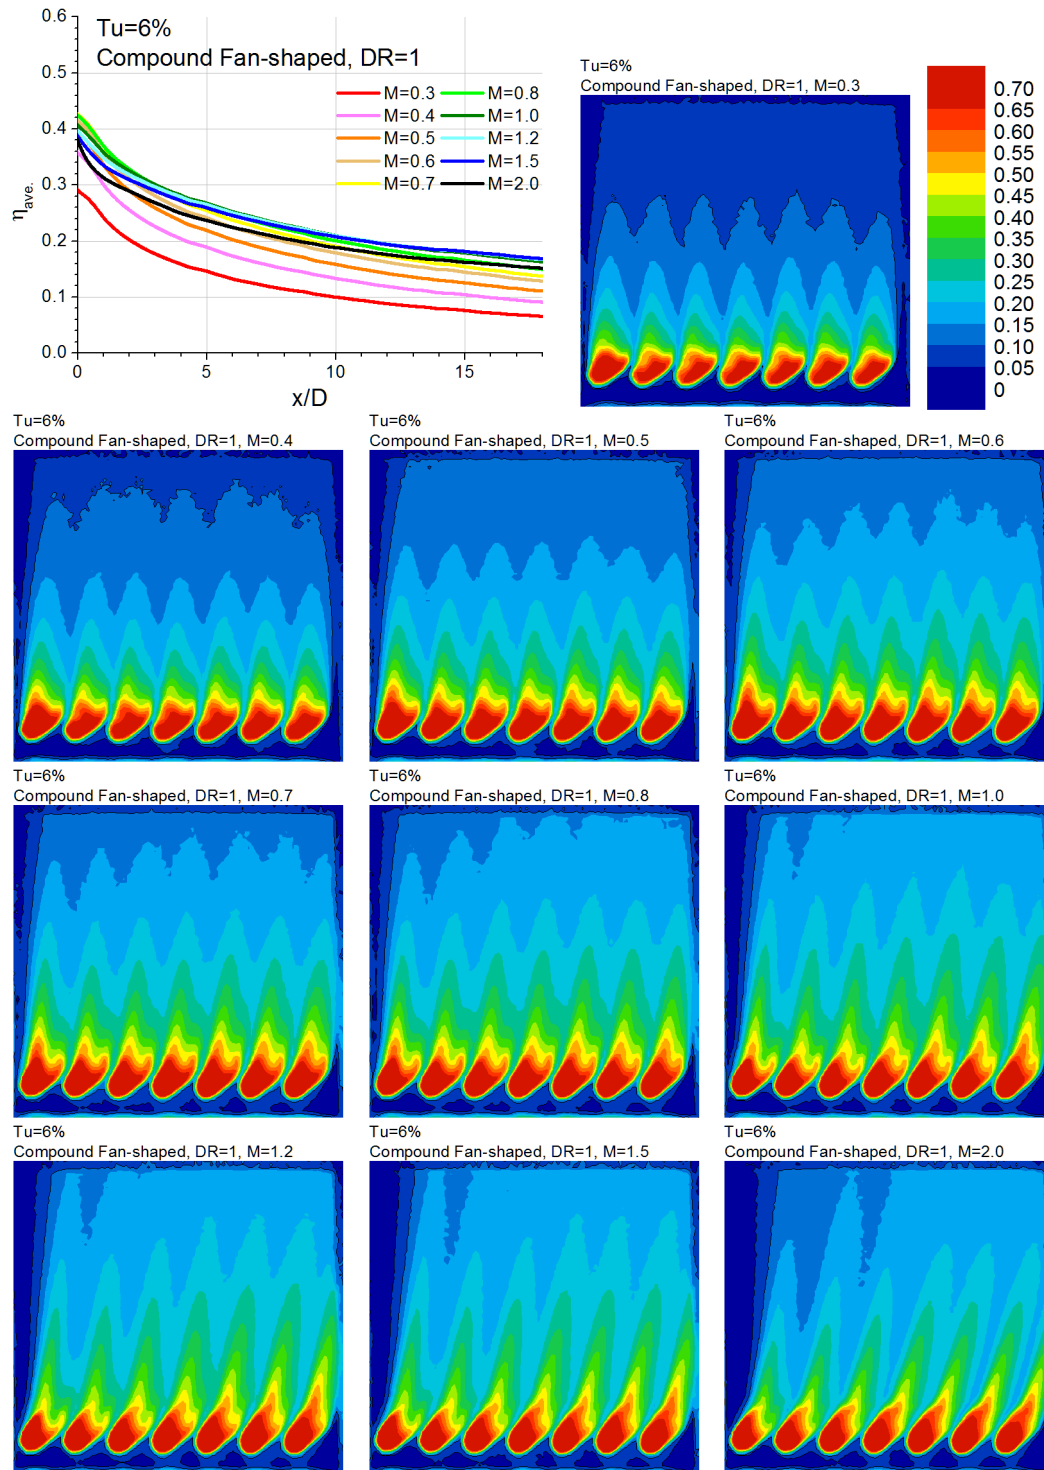 Tu=6%
Compound Fan-shaped, DR=1
0.6
0.5
0.4
0.3
0.2
0.1
0.0
ηave.
M=0.3 M=0.8
M=0.4 M=1.0
M=0.5 M=1.2
M=0.6 M=1.5
M=0.7 M=2.0
0 5 10 15
x/D
Tu=6%
Compound Fan-shaped, DR=1, M=0.3
0.70
0.65
0.60
0.55
0.50
0.45
0.40
0.35
0.30
0.25
0.20
0.15
0.10
0.05
0
Tu=6%
Compound Fan-shaped, DR=1, M=0.4
Tu=6%
Compound Fan-shaped, DR=1, M=0.5
Tu=6%
Compound Fan-shaped, DR=1, M=0.6
Tu=6%
Compound Fan-shaped, DR=1, M=0.7
Tu=6%
Compound Fan-shaped, DR=1, M=0.8
Tu=6%
Compound Fan-shaped, DR=1, M=1.0
Tu=6%
Compound Fan-shaped, DR=1, M=1.2
Tu=6%
Compound Fan-shaped, DR=1, M=1.5
Tu=6%
Compound Fan-shaped, DR=1, M=2.0